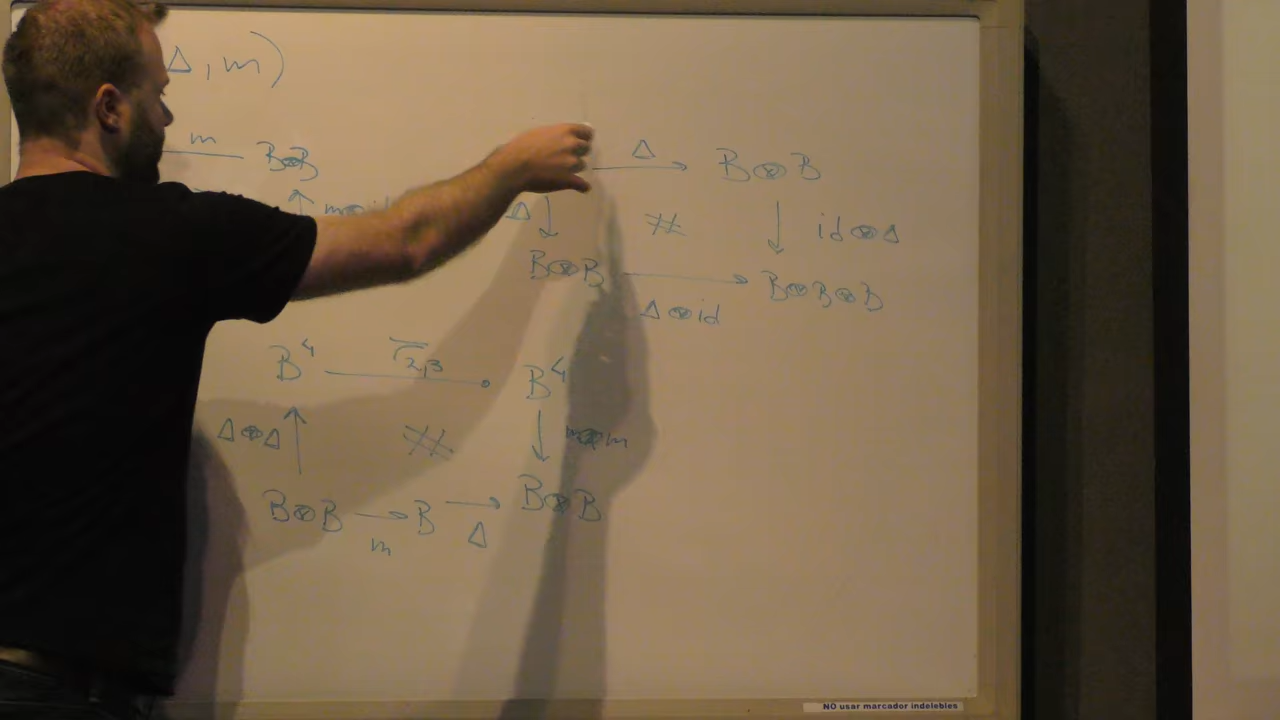 Δ, m)
m B⊗B Δ B⊗B
Δ # id⊗Δ
B⊗B B⊗B⊗B
Δ⊗id
B⁴ τ₂,₃ B⁴
Δ⊗Δ # m⊗m
B⊗B m B Δ B⊗B
NO usar marcador indelebles